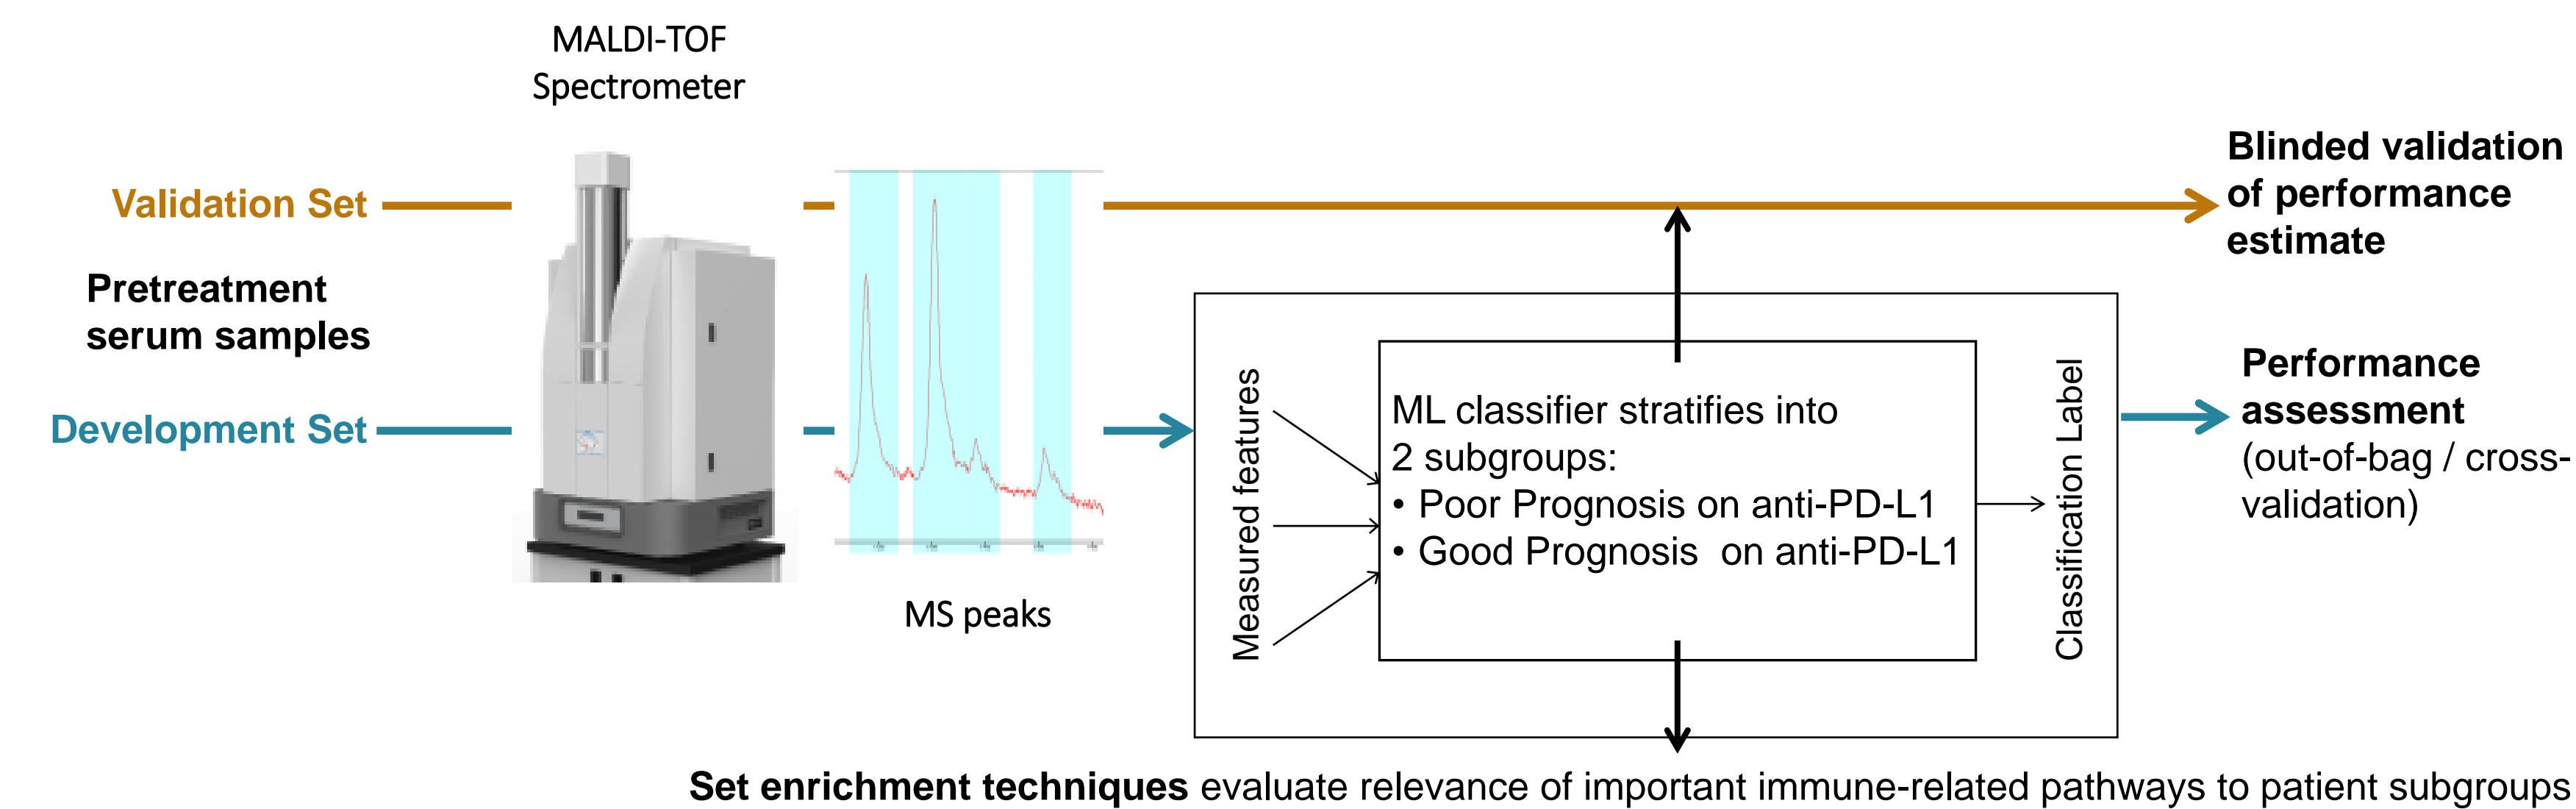 MALDI-TOF
Spectrometer
Validation Set
Pretreatment
serum samples
Development Set
MS peaks
Measured features
ML classifier stratifies into
2 subgroups:
• Poor Prognosis on anti-PD-L1
• Good Prognosis  on anti-PD-L1
Classification Label
Blinded validation
of performance
estimate
Performance
assessment
(out-of-bag / cross-
validation)
Set enrichment techniques evaluate relevance of important immune-related pathways to patient subgroups